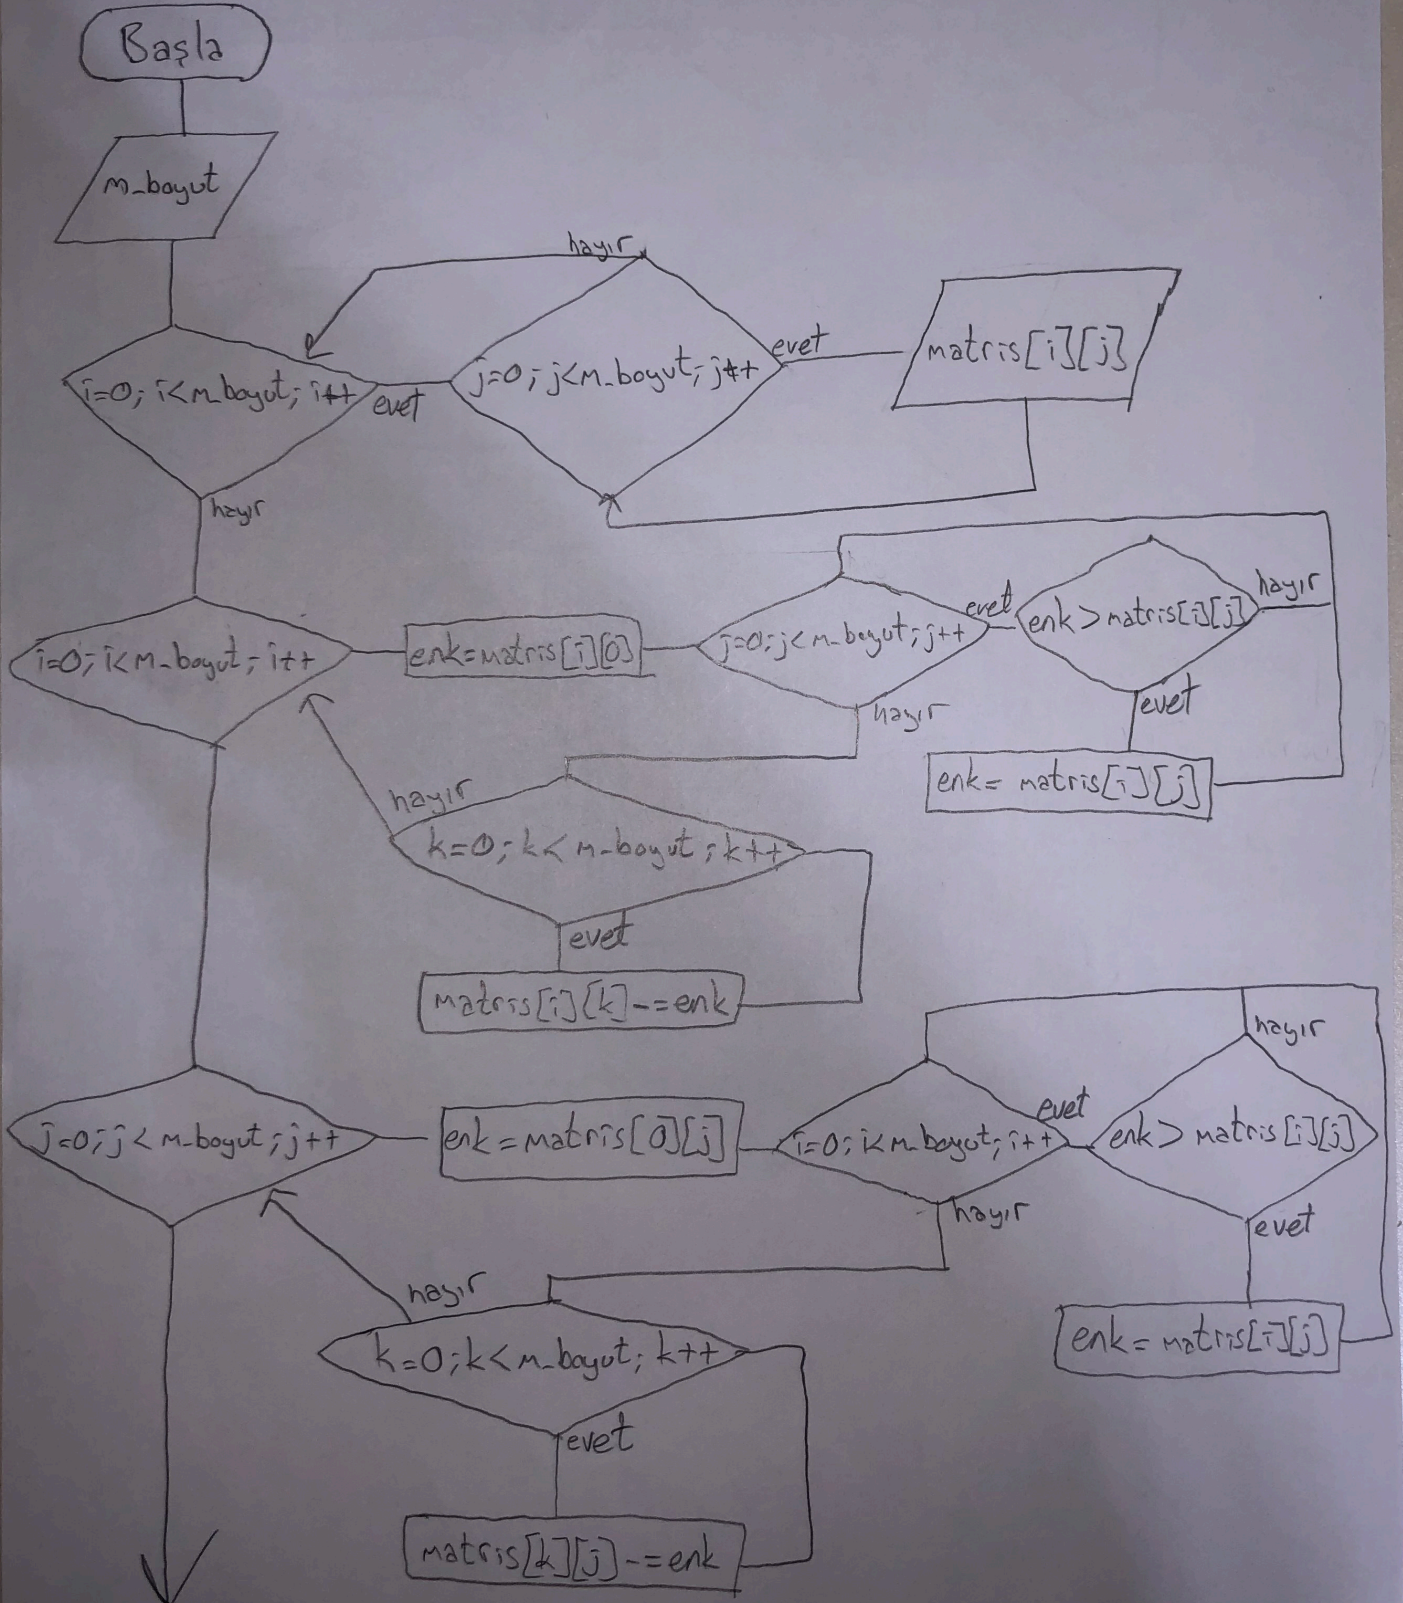 Başla
m_boyut
hayır
i=0; i<m_boyut; i++
evet
j=0; j<m_boyut; j++
evet
matris[i][j]
hayır
i=0; i<m_boyut; i++
enk=matris[i][0]
j=0; j<m_boyut; j++
evet
enk>matris[i][j]
hayır
evet
enk= matris[i][j]
hayır
hayır
k=0; k< m_boyut; k++
evet
matris[i][k]-=enk
j=0; j<m_boyut; j++
enk=matris[0][j]
i=0; i<m_boyut; i++
evet
enk> matris[i][j]
hayır
evet
enk=matris[i][j]
hayır
hayır
k=0; k<m_boyut; k++
evet
matris[k][j]-=enk